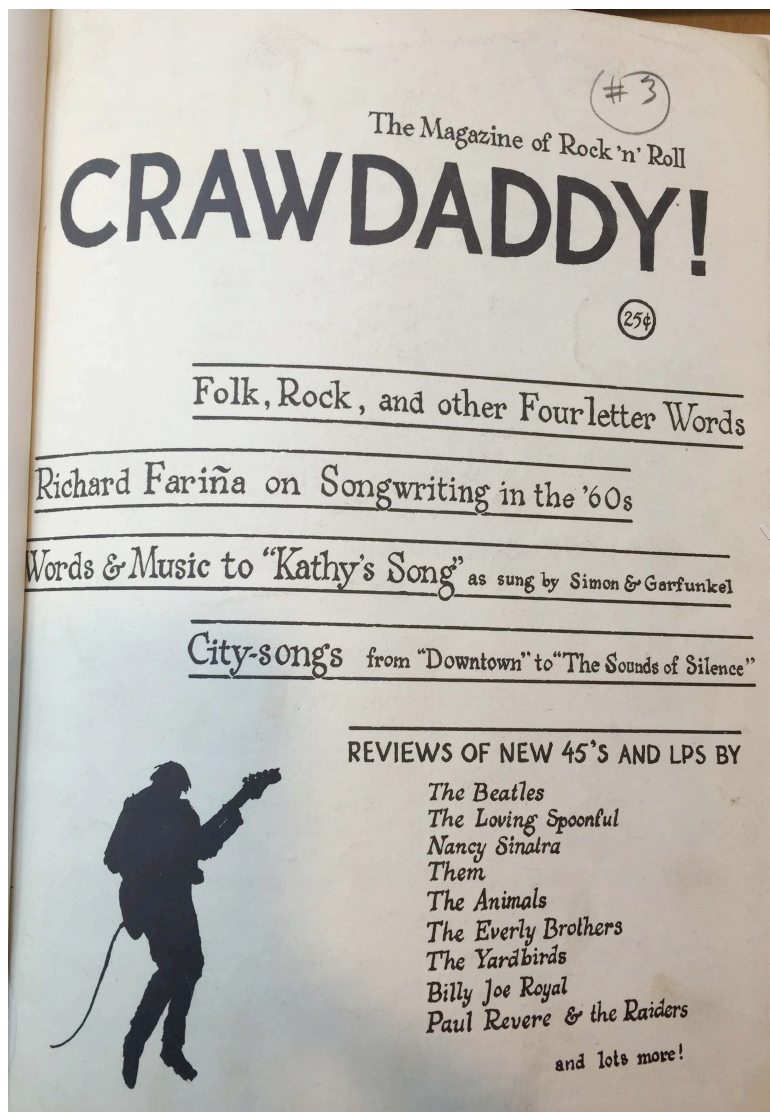 #3
The Magazine of Rock 'n' Roll
CRAWDADDY!
25¢
Folk, Rock, and other Four letter Words
Richard Fariña on Songwriting in the '60s
Words & Music to "Kathy's Song" as sung by Simon & Garfunkel
City-songs from "Downtown" to "The Sounds of Silence"
REVIEWS OF NEW 45'S AND LPS BY
The Beatles
The Loving Spoonful
Nancy Sinatra
Them
The Animals
The Everly Brothers
The Yardbirds
Billy Joe Royal
Paul Revere & the Raiders
and lots more!